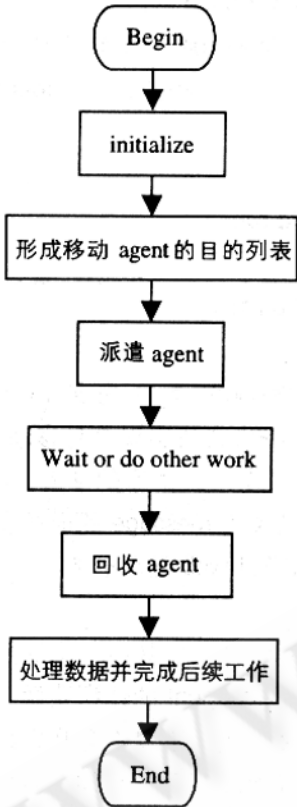 Begin
initialize
形成移动 agent 的目的列表
派遣 agent
Wait or do other work
回收 agent
处理数据并完成后续工作
End